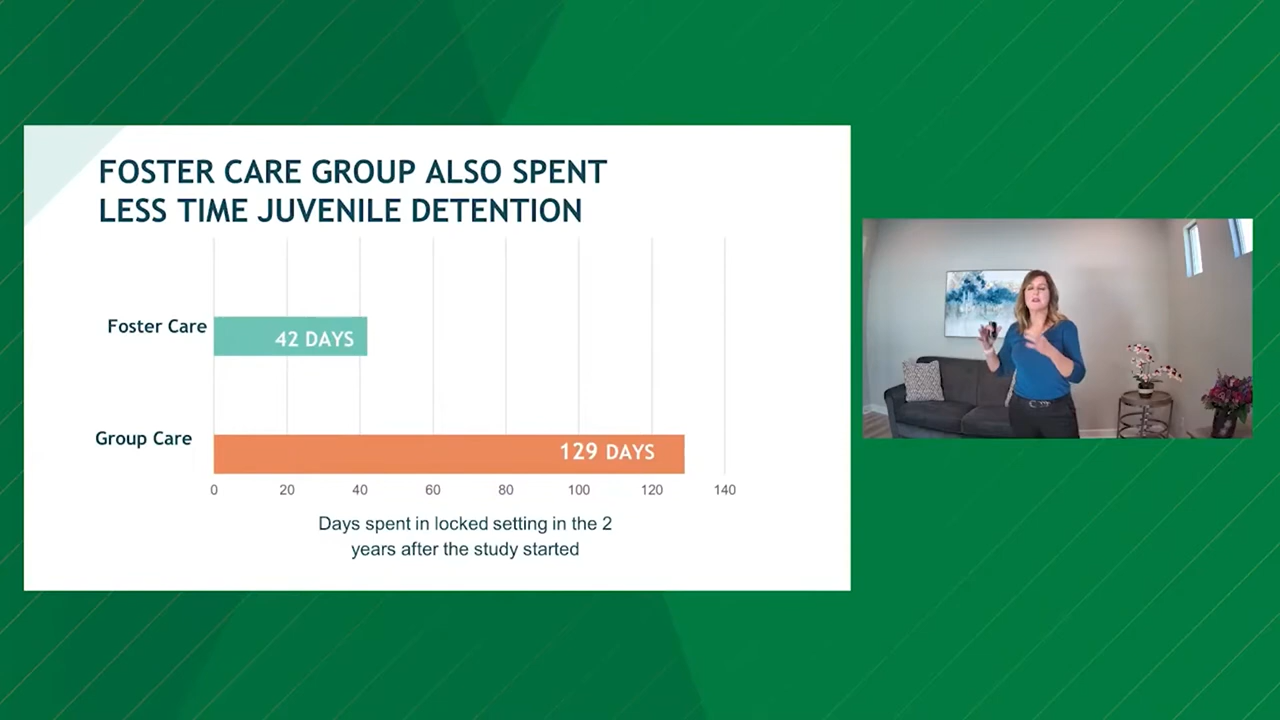 FOSTER CARE GROUP ALSO SPENT
LESS TIME JUVENILE DETENTION
Foster Care
42 DAYS
Group Care
129 DAYS
0 20 40 60 80 100 120 140
Days spent in locked setting in the 2
years after the study started